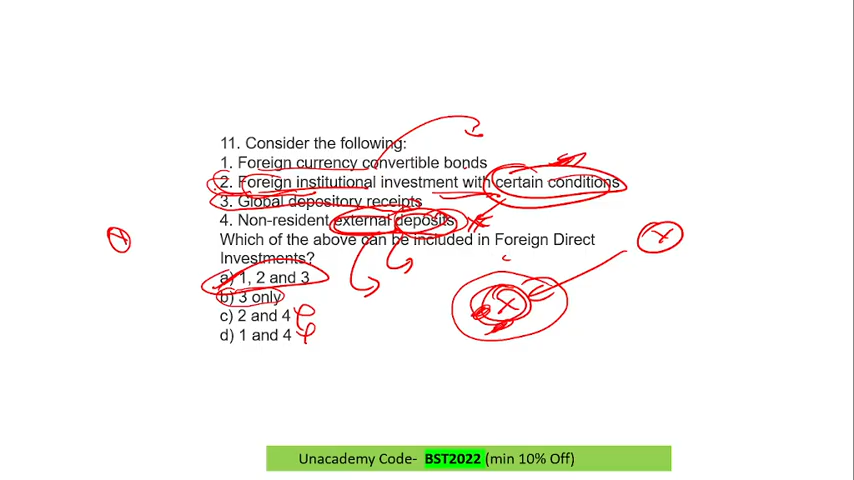 11. Consider the following:
1. Foreign currency convertible bonds
2. Foreign institutional investment with certain conditions
3. Global depository receipts
4. Non-resident external deposits
Which of the above can be included in Foreign Direct
Investments?
a) 1, 2 and 3
b) 3 only
c) 2 and 4
d) 1 and 4
Unacademy Code- BST2022 (min 10% Off)